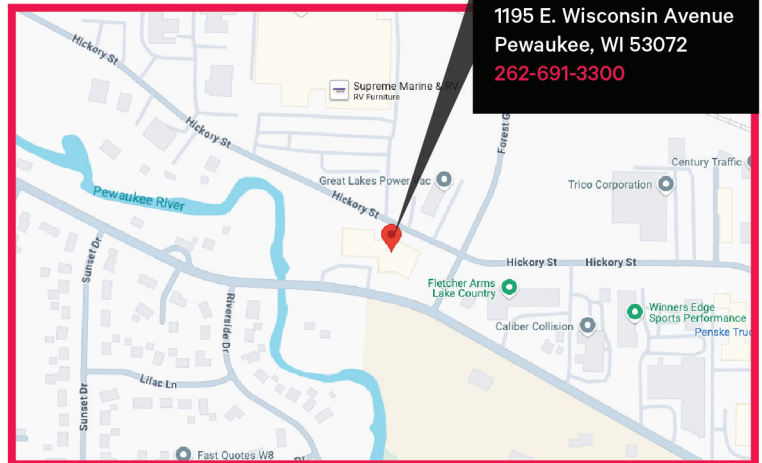 1195 E. Wisconsin Avenue
Pewaukee, WI 53072
262-691-3300
Hickory St
Supreme Marine & RV
RV Furniture
Hickory St
Century Traffic
Great Lakes Power Vac
Trico Corporation
Pewaukee River
Hickory St
Sunset Dr
Hickory St
Hickory St
Fletcher Arms
Lake Country
Riverside Dr
Winners Edge
Sports Performance
Caliber Collision
Penske
Lilac Ln
Sunset Dr
Fast Quotes W8